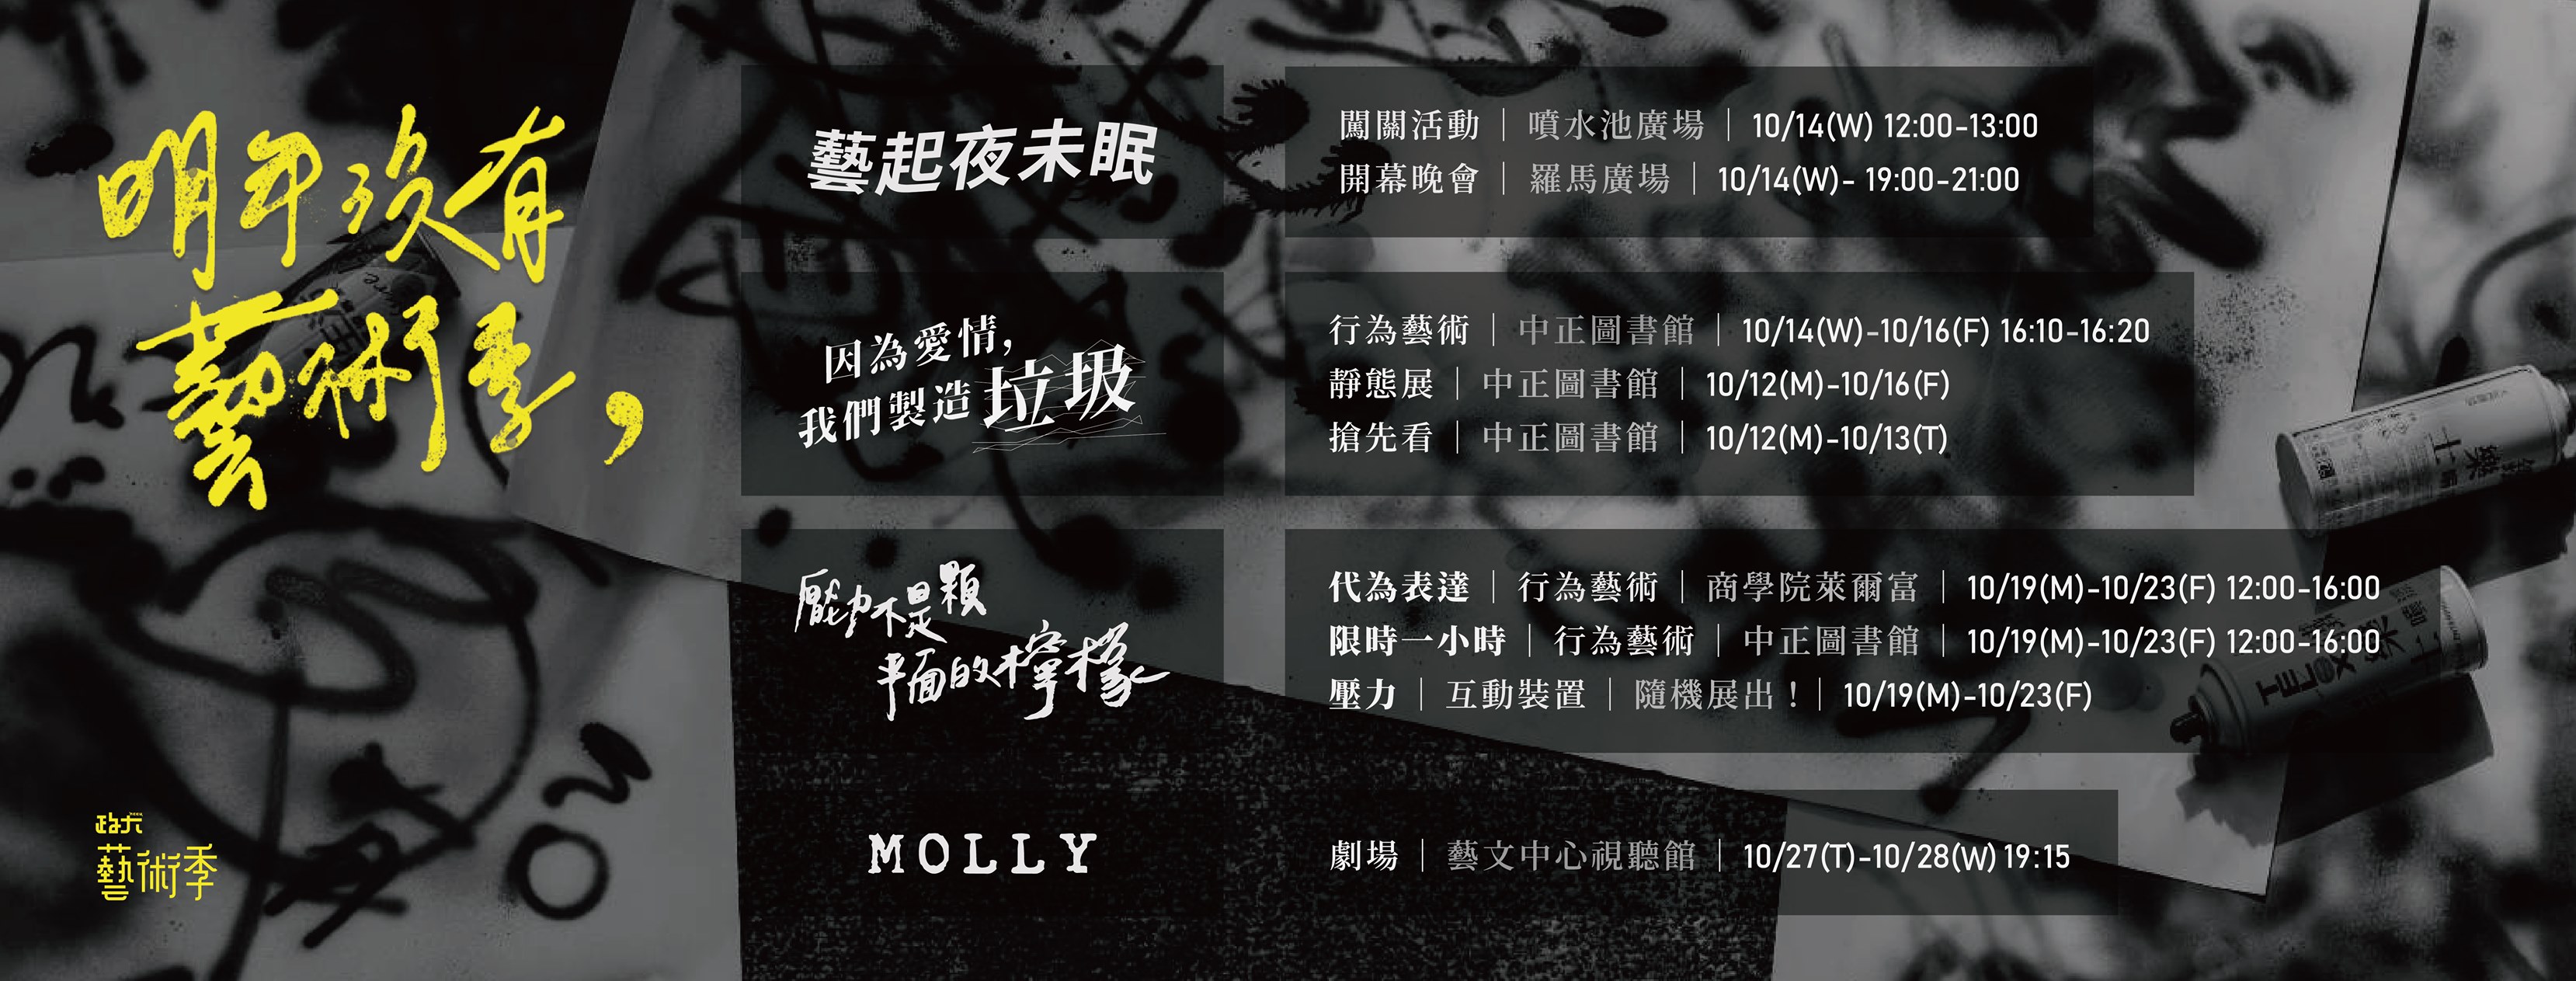 明年沒有
藝術季，
政大
藝術季
藝起夜未眠
闖關活動｜噴水池廣場｜10/14(W) 12:00-13:00
開幕晚會｜羅馬廣場｜10/14(W)- 19:00-21:00
因為愛情，
我們製造垃圾
行為藝術｜中正圖書館｜10/14(W)-10/16(F) 16:10-16:20
靜態展｜中正圖書館｜10/12(M)-10/16(F)
搶先看｜中正圖書館｜10/12(M)-10/13(T)
壓力不是顆
平面的檸檬
代為表達｜行為藝術｜商學院萊爾富｜10/19(M)-10/23(F) 12:00-16:00
限時一小時｜行為藝術｜中正圖書館｜10/19(M)-10/23(F) 12:00-16:00
壓力｜互動裝置｜隨機展出！｜10/19(M)-10/23(F)
MOLLY
劇場｜藝文中心視聽館｜10/27(T)-10/28(W) 19:15